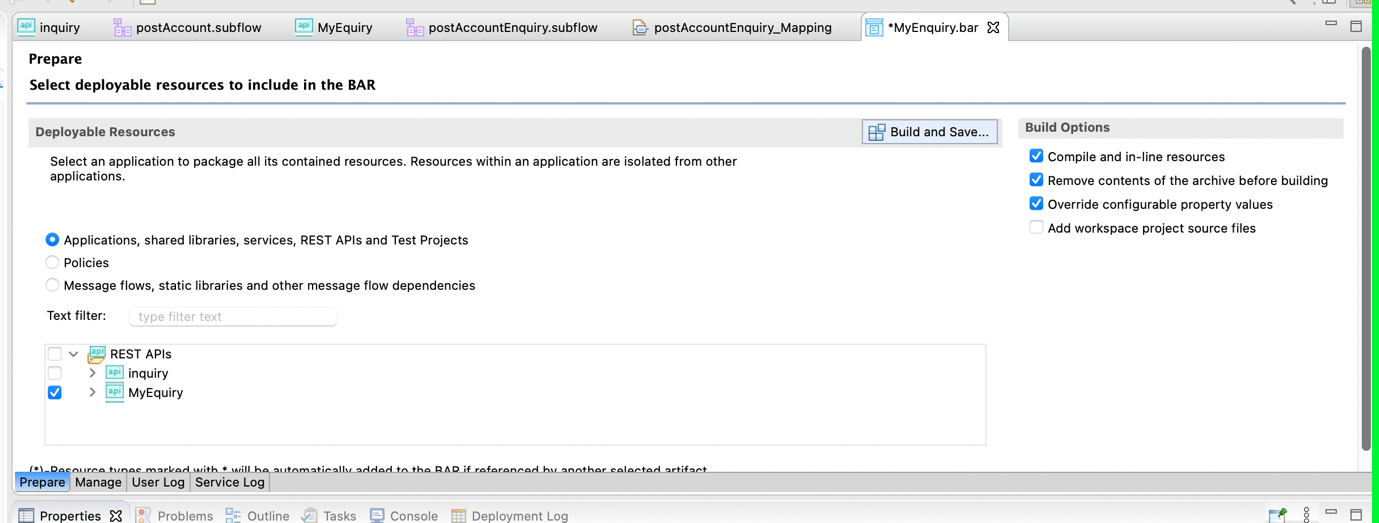 inquiry postAccount.subflow MyEquiry postAccountEnquiry.subflow postAccountEnquiry_Mapping *MyEnquiry.bar
Prepare
Select deployable resources to include in the BAR
Deployable Resources
Build and Save...
Select an application to package all its contained resources. Resources within an application are isolated from other
applications.
Applications, shared libraries, services, REST APIs and Test Projects
Policies
Message flows, static libraries and other message flow dependencies
Text filter: type filter text
REST APIs
inquiry
MyEquiry
(*)-Resource types marked with * will be automatically added to the BAR if referenced by another selected artifact
Build Options
Compile and in-line resources
Remove contents of the archive before building
Override configurable property values
Add workspace project source files
Prepare Manage User Log Service Log
Properties Problems Outline Tasks Console Deployment Log